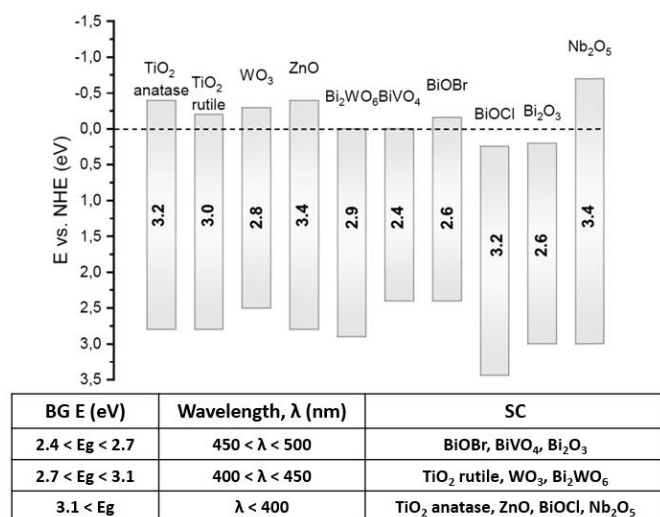 -1,5
-1,0
-0,5
0,0
0,5
1,0
1,5
2,0
2,5
3,0
3,5
E vs. NHE (eV)
TiO₂ anatase
TiO₂ rutile
WO₃
ZnO
Bi₂WO₆
BiVO₄
BiOBr
BiOCl
Bi₂O₃
Nb₂O₅
3.2
3.0
2.8
3.4
2.9
2.4
2.6
3.2
2.6
3.4
BG E (eV) Wavelength, λ (nm) SC
2.4 < Eg < 2.7 450 < λ < 500 BiOBr, BiVO₄, Bi₂O₃
2.7 < Eg < 3.1 400 < λ < 450 TiO₂ rutile, WO₃, Bi₂WO₆
3.1 < Eg λ < 400 TiO₂ anatase, ZnO, BiOCl, Nb₂O₅